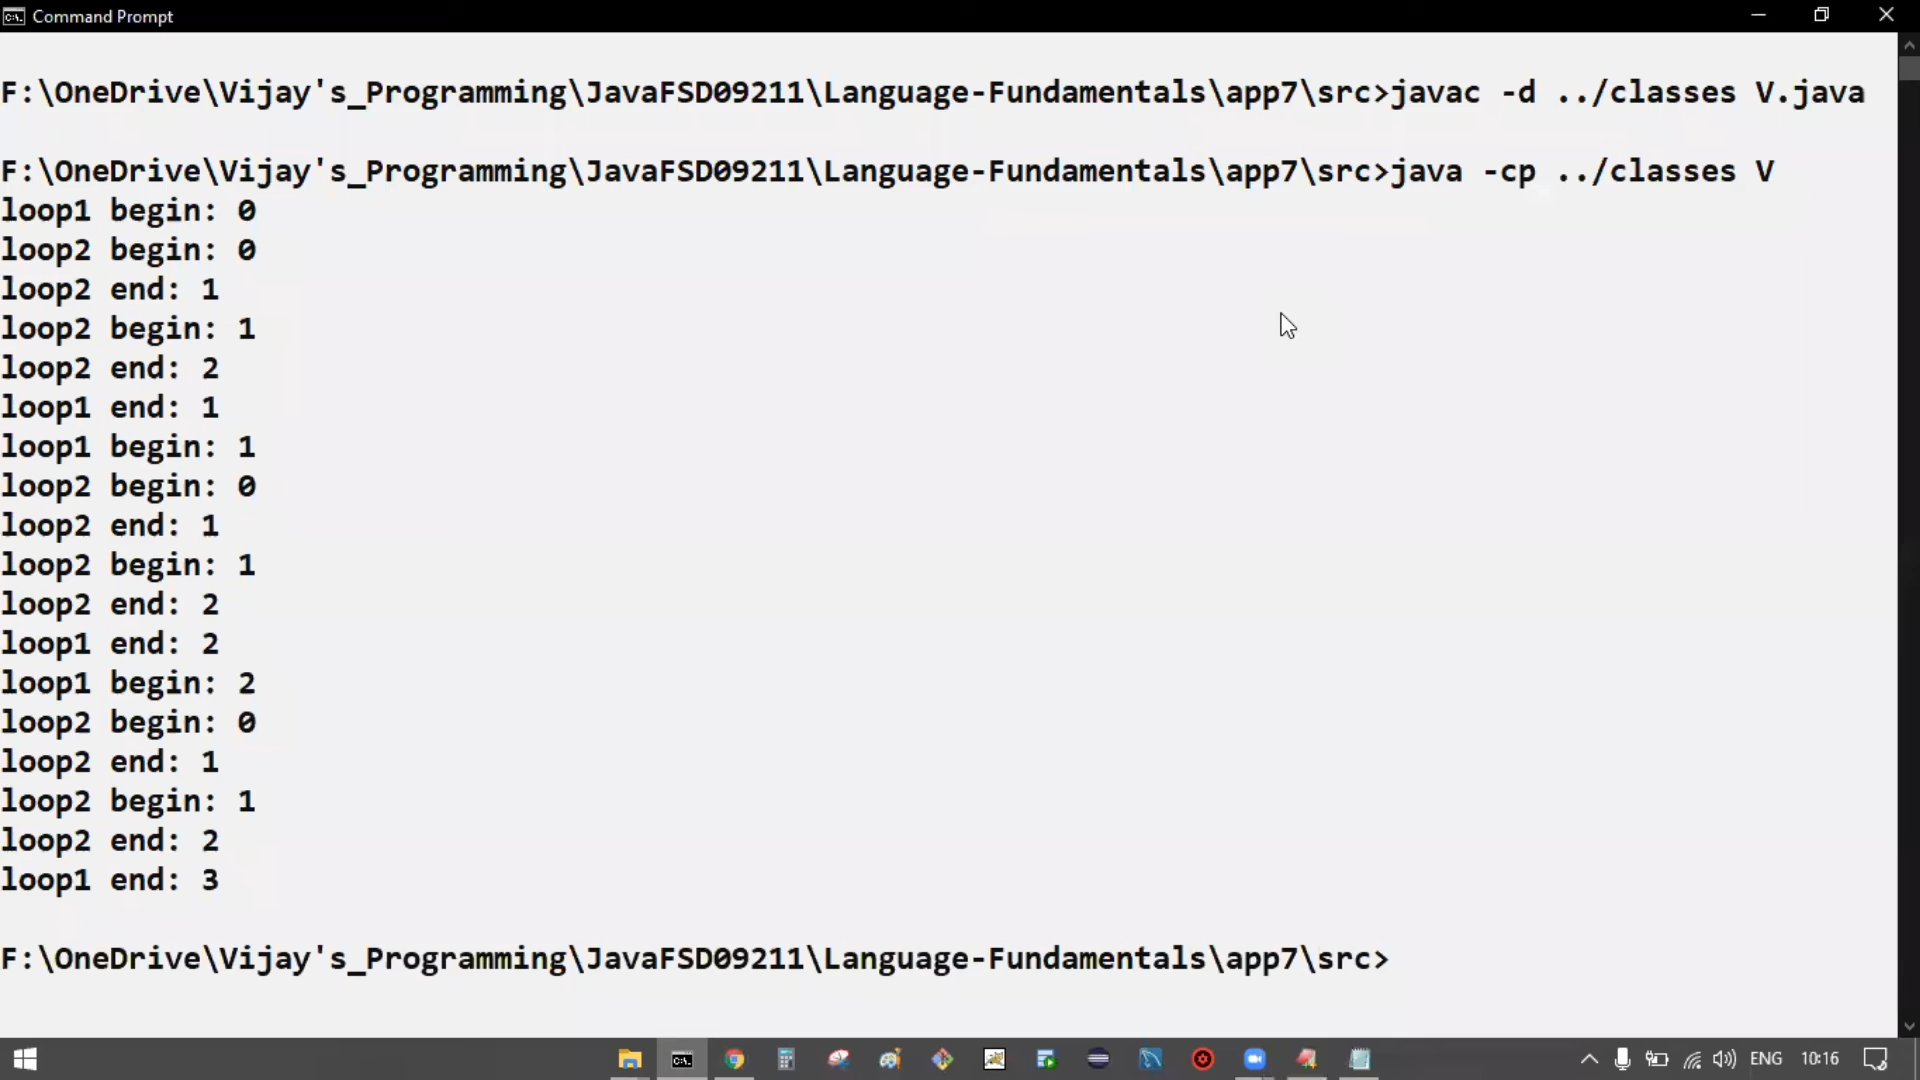 Command Prompt
F:\OneDrive\Vijay's_Programming\JavaFSD09211\Language-Fundamentals\app7\src>javac -d ../classes V.java
F:\OneDrive\Vijay's_Programming\JavaFSD09211\Language-Fundamentals\app7\src>java -cp ../classes V
loop1 begin: 0
loop2 begin: 0
loop2 end: 1
loop2 begin: 1
loop2 end: 2
loop1 end: 1
loop1 begin: 1
loop2 begin: 0
loop2 end: 1
loop2 begin: 1
loop2 end: 2
loop1 end: 2
loop1 begin: 2
loop2 begin: 0
loop2 end: 1
loop2 begin: 1
loop2 end: 2
loop1 end: 3
F:\OneDrive\Vijay's_Programming\JavaFSD09211\Language-Fundamentals\app7\src>
ENG 10:16